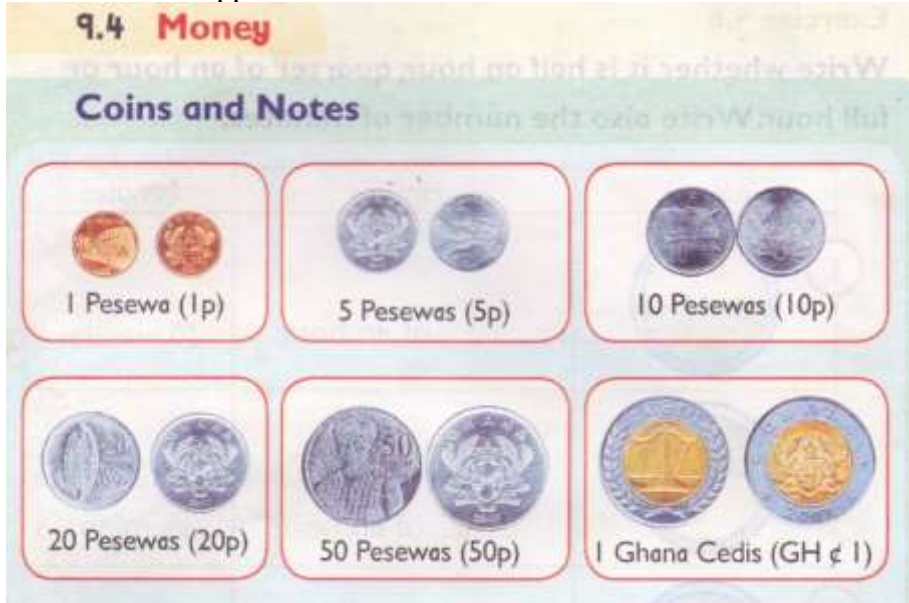 9.4 Money
Coins and Notes
1 Pesewa (1p)
5 Pesewas (5p)
10 Pesewas (10p)
20 Pesewas (20p)
50
50 Pesewas (50p)
1 Ghana Cedis (GH ¢ 1)